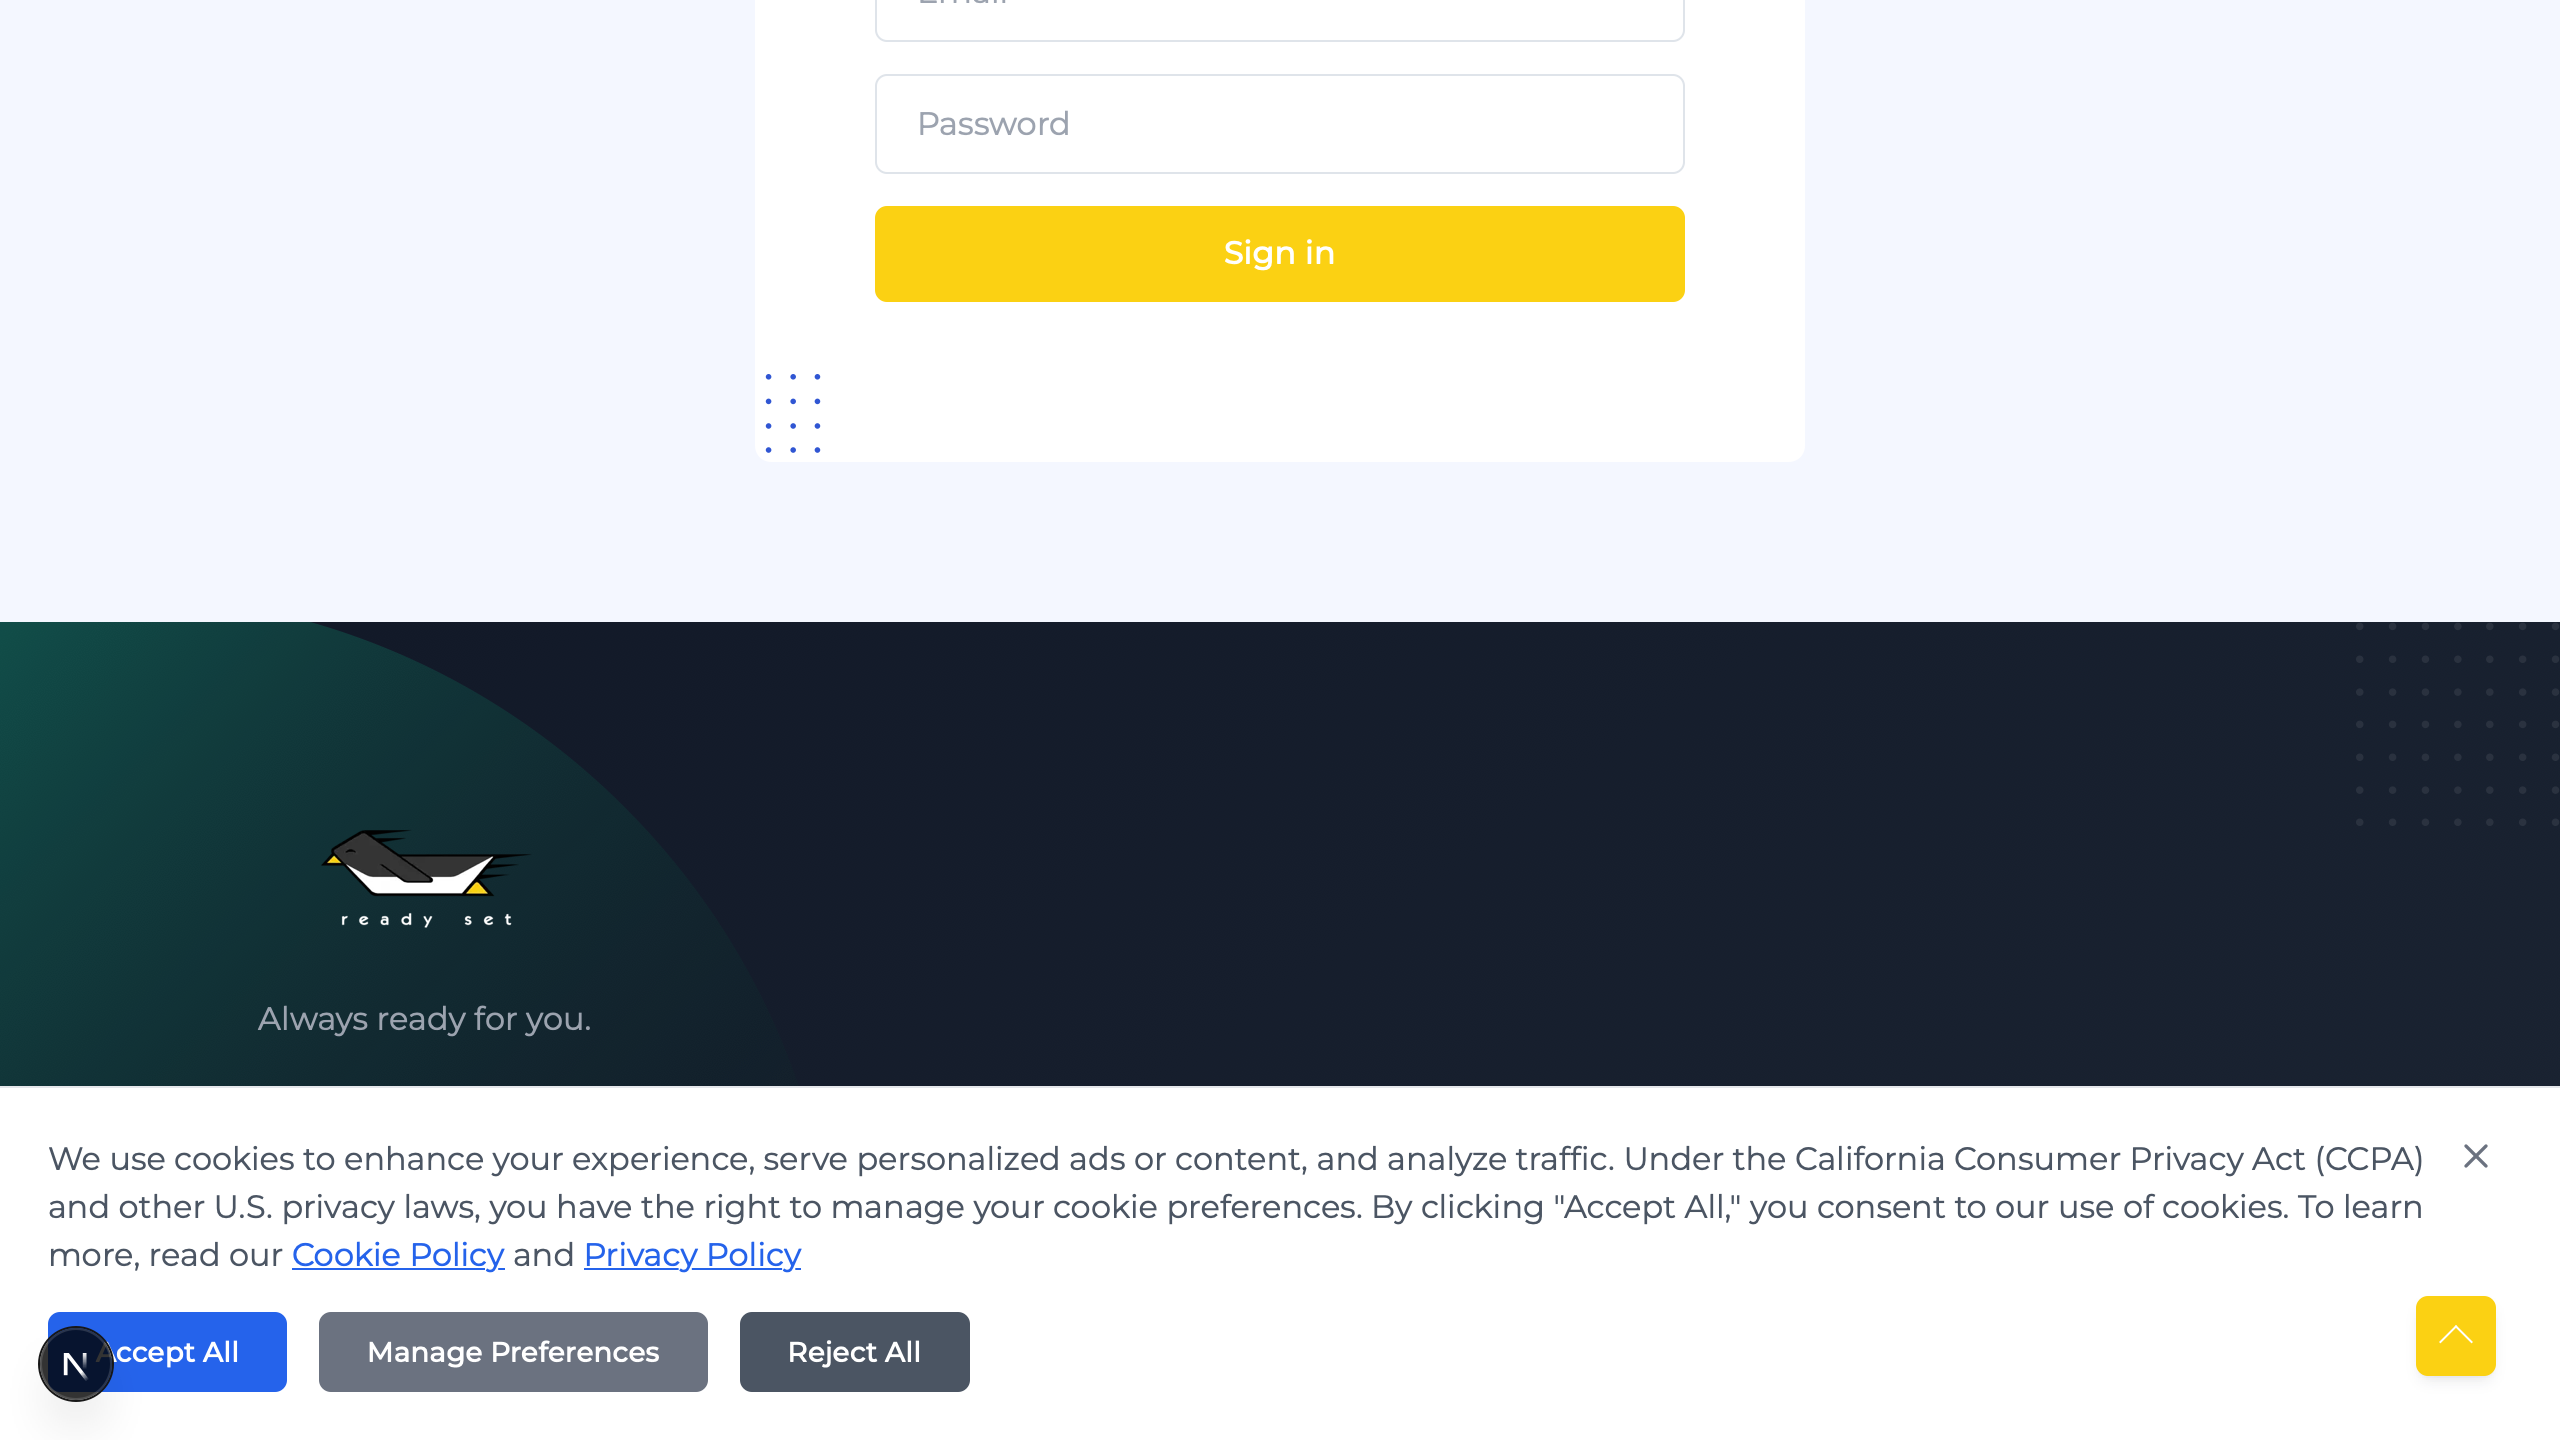 Password
Sign in
ready set
Always ready for you.
We use cookies to enhance your experience, serve personalized ads or content, and analyze traffic. Under the California Consumer Privacy Act (CCPA)
and other U.S. privacy laws, you have the right to manage your cookie preferences. By clicking "Accept All," you consent to our use of cookies. To learn
more, read our Cookie Policy and Privacy Policy
N Accept All Manage Preferences Reject All